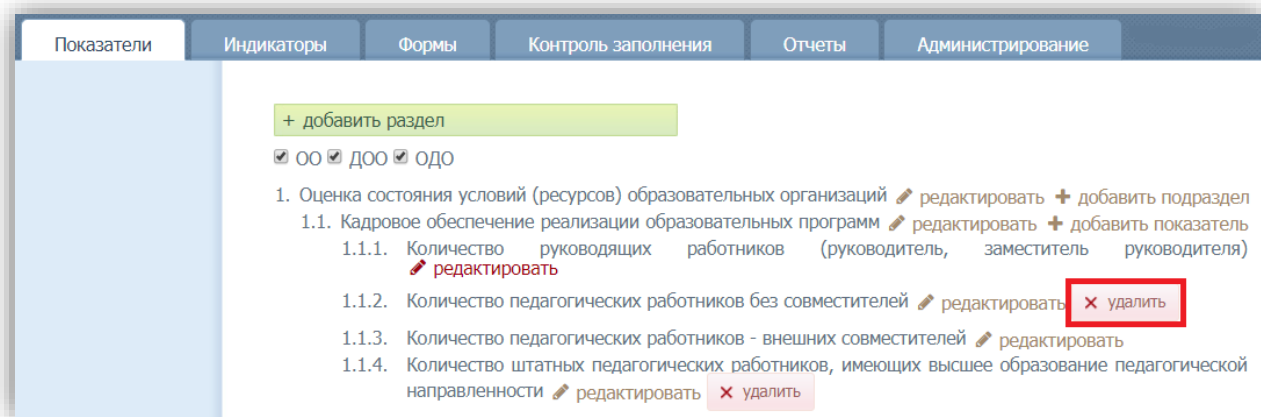 Показатели Индикаторы Формы Контроль заполнения Отчеты Администрирование
+ добавить раздел
ОО ДОО ОДО
1. Оценка состояния условий (ресурсов) образовательных организаций редактировать + добавить подраздел
1.1. Кадровое обеспечение реализации образовательных программ редактировать + добавить показатель
1.1.1. Количество руководящих работников (руководитель, заместитель руководителя)
редактировать
1.1.2. Количество педагогических работников без совместителей редактировать × удалить
1.1.3. Количество педагогических работников - внешних совместителей редактировать
1.1.4. Количество штатных педагогических работников, имеющих высшее образование педагогической
направленности редактировать × удалить